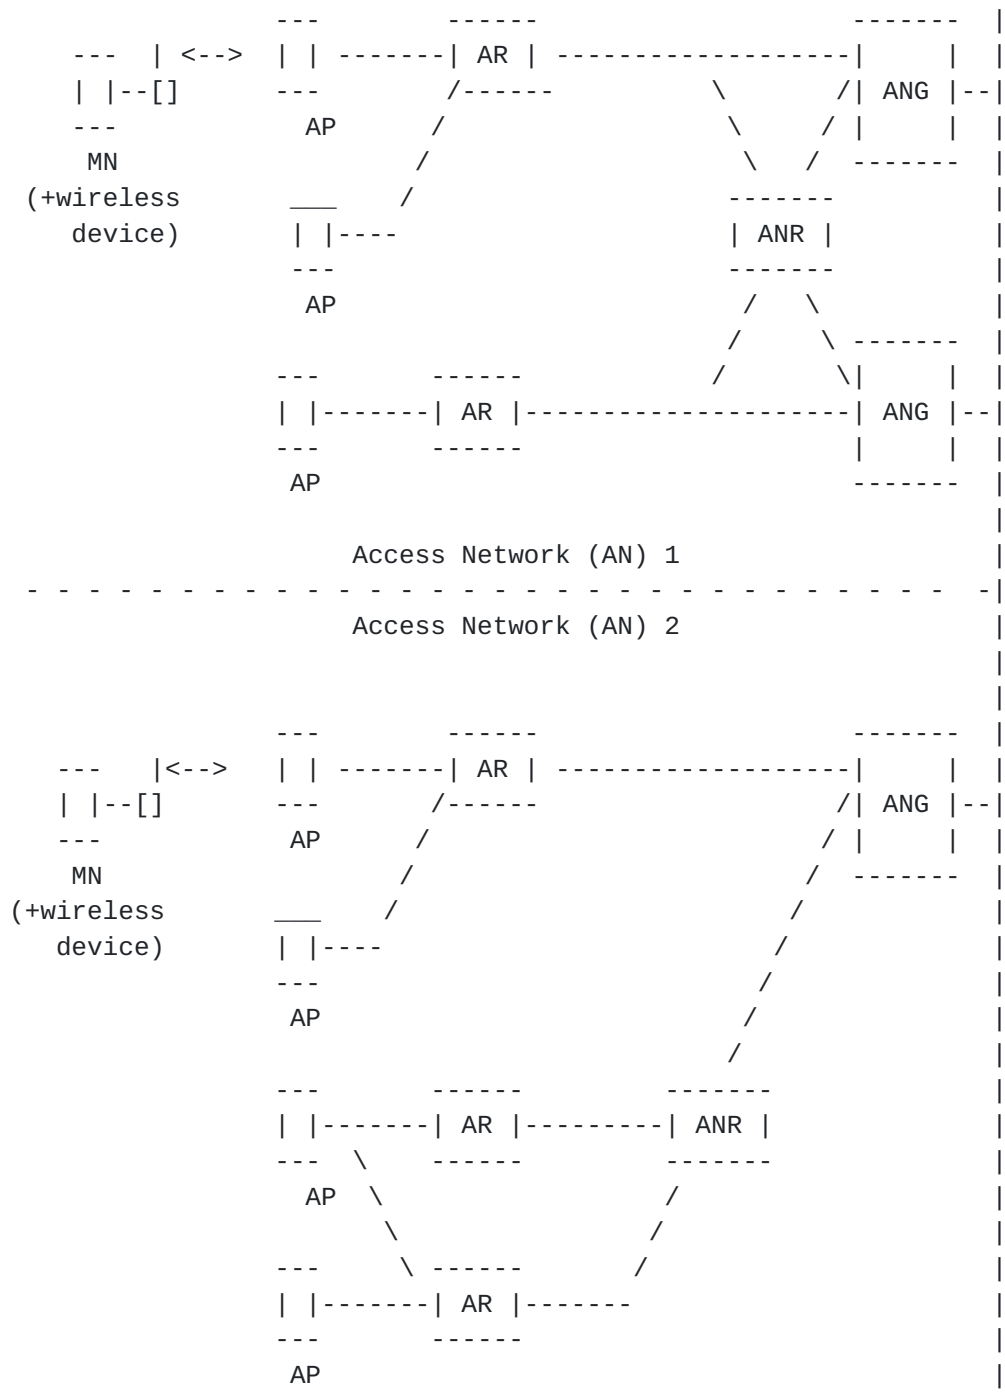 AR
ANG
AP
MN
(+wireless
device)
ANR
AP
AR
ANG
AP
Access Network (AN) 1
Access Network (AN) 2
AR
ANG
AP
MN
(+wireless
device)
AP
AR
ANR
AP
AR
AP